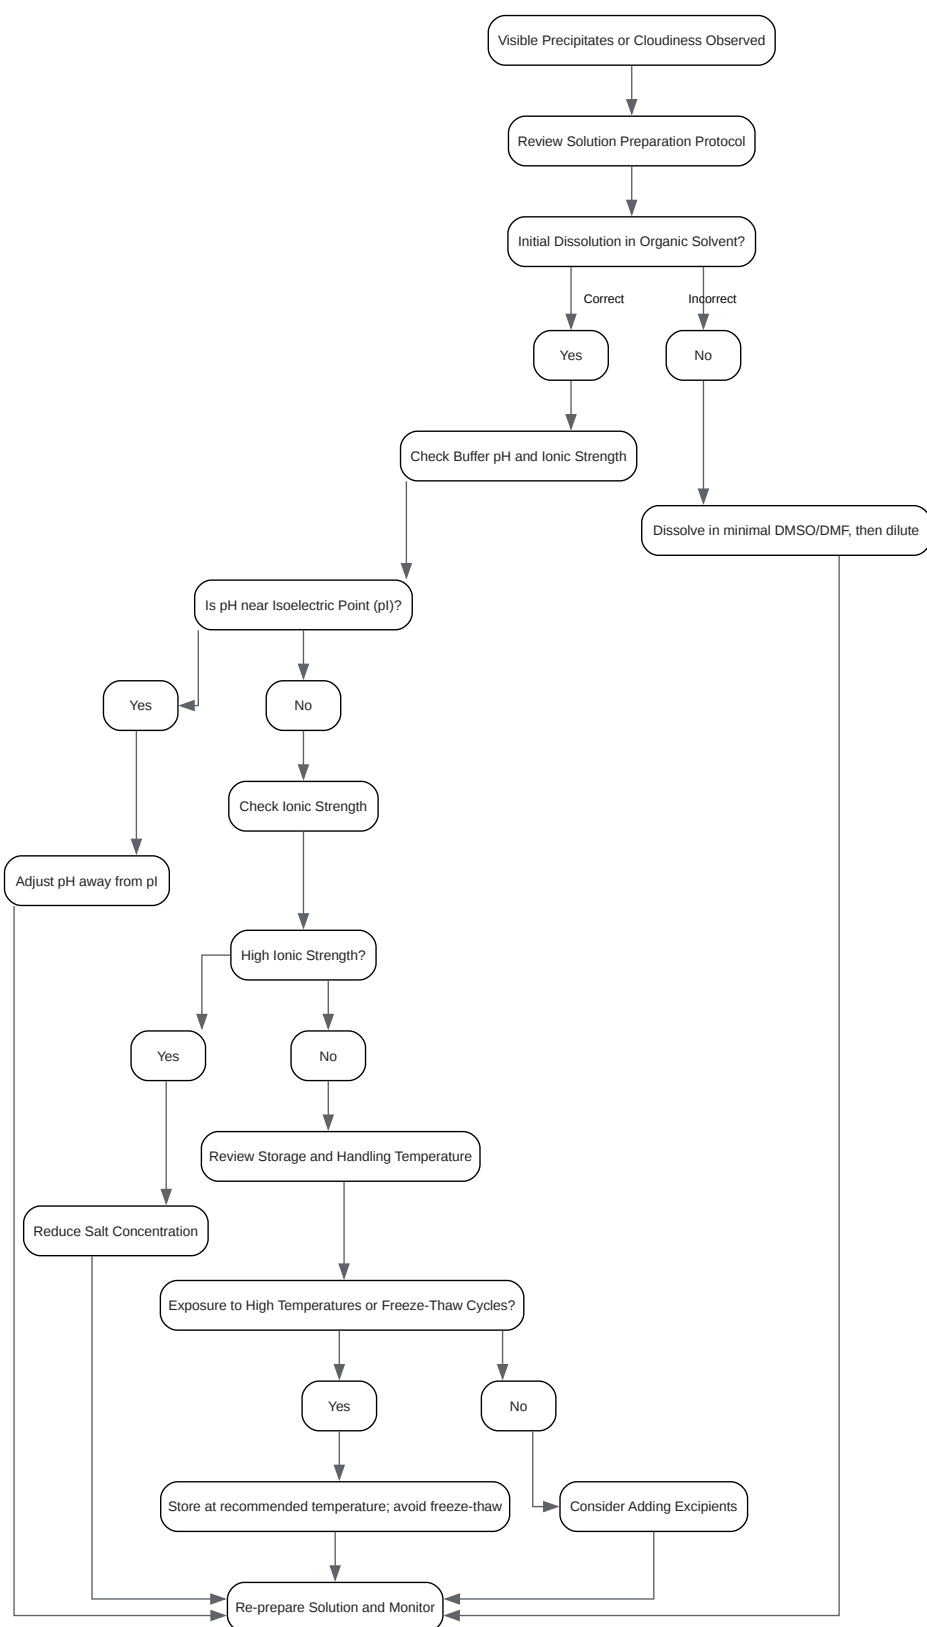 Visible Precipitates or Cloudiness Observed
Review Solution Preparation Protocol
Initial Dissolution in Organic Solvent?
Correct
Incorrect
Yes
No
Check Buffer pH and Ionic Strength
Dissolve in minimal DMSO/DMF, then dilute
Is pH near Isoelectric Point (pI)?
Yes
No
Check Ionic Strength
Adjust pH away from pI
High Ionic Strength?
Yes
No
Review Storage and Handling Temperature
Reduce Salt Concentration
Exposure to High Temperatures or Freeze-Thaw Cycles?
Yes
No
Store at recommended temperature; avoid freeze-thaw
Consider Adding Excipients
Re-prepare Solution and Monitor